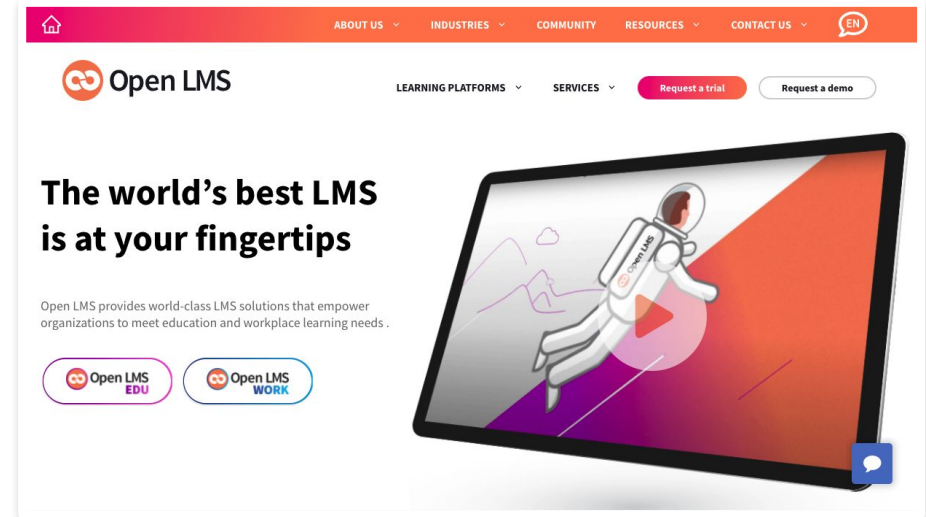 ABOUT US INDUSTRIES COMMUNITY RESOURCES CONTACT US EN
Open LMS
LEARNING PLATFORMS SERVICES Request a trial Request a demo
The world's best LMS
is at your fingertips
Open LMS provides world-class LMS solutions that empower
organizations to meet education and workplace learning needs .
Open LMS
EDU
Open LMS
WORK
Open LMS